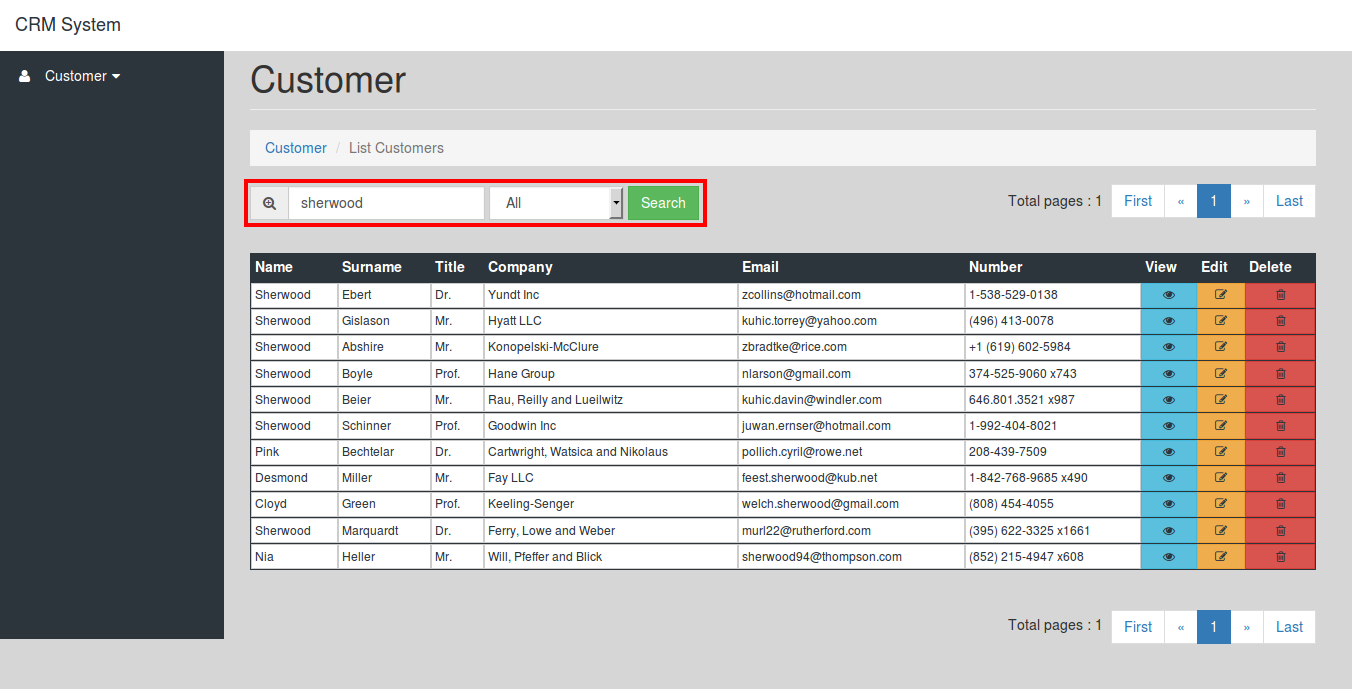 CRM System
Customer
Customer
Customer / List Customers
sherwood All Search Total pages : 1 First « 1 » Last
Name Surname Title Company Email Number View Edit Delete
Sherwood Ebert Dr. Yundt Inc zcollins@hotmail.com 1-538-529-0138
Sherwood Gislason Mr. Hyatt LLC kuhic.torrey@yahoo.com (496) 413-0078
Sherwood Abshire Mr. Konopelski-McClure zbradtke@rice.com +1 (619) 602-5984
Sherwood Boyle Prof. Hane Group nlarson@gmail.com 374-525-9060 x743
Sherwood Beier Mr. Rau, Reilly and Lueilwitz kuhic.davin@windler.com 646.801.3521 x987
Sherwood Schinner Prof. Goodwin Inc juwan.ernser@hotmail.com 1-992-404-8021
Pink Bechtelar Dr. Cartwright, Watsica and Nikolaus pollich.cyril@rowe.net 208-439-7509
Desmond Miller Mr. Fay LLC feest.sherwood@kub.net 1-842-768-9685 x490
Cloyd Green Prof. Keeling-Senger welch.sherwood@gmail.com (808) 454-4055
Sherwood Marquardt Dr. Ferry, Lowe and Weber murl22@rutherford.com (395) 622-3325 x1661
Nia Heller Mr. Will, Pfeffer and Blick sherwood94@thompson.com (852) 215-4947 x608
Total pages : 1 First « 1 » Last